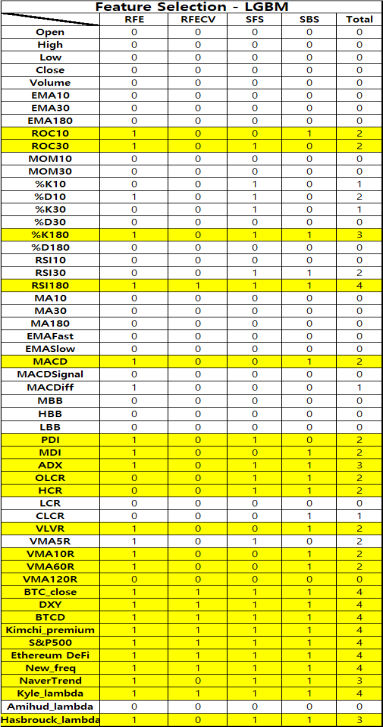 Feature Selection - LGBM
RFE RFECV SFS SBS Total
Open 0 0 0 0 0
High 0 0 0 0 0
Low 0 0 0 0 0
Close 0 0 0 0 0
Volume 0 0 0 0 0
EMA10 0 0 0 0 0
EMA30 0 0 0 0 0
EMA180 0 0 0 0 0
ROC10 1 0 0 1 2
ROC30 1 0 1 0 2
MOM10 0 0 0 0 0
MOM30 0 0 0 0 0
%K10 0 0 1 0 1
%D10 1 0 1 0 2
%K30 0 0 1 0 1
%D30 0 0 0 0 0
%K180 1 0 1 1 3
%D180 0 0 0 0 0
RSI10 0 0 0 0 0
RSI30 0 0 1 1 2
RSI180 1 1 1 1 4
MA10 0 0 0 0 0
MA30 0 0 0 0 0
MA180 0 0 0 0 0
EMAFast 0 0 0 0 0
EMASlow 0 0 0 0 0
MACD 1 0 0 1 2
MACDSignal 0 0 0 0 0
MACDiff 1 0 0 0 1
MBB 0 0 0 0 0
HBB 0 0 0 0 0
LBB 0 0 0 0 0
PDI 1 0 1 0 2
MDI 1 0 0 1 2
ADX 1 0 1 1 3
OLCR 0 0 1 1 2
HCR 0 0 1 1 2
LCR 0 0 0 0 0
CLCR 0 0 0 1 1
VLVR 1 0 0 1 2
VMA5R 1 0 1 0 2
VMA10R 1 0 0 1 2
VMA60R 1 0 0 1 2
VMA120R 0 0 0 0 0
BTC_close 1 1 1 1 4
DXY 1 1 1 1 4
BTCD 1 1 1 1 4
Kimchi_premium 1 1 1 1 4
S&P500 1 1 1 1 4
Ethereum DeFi 1 1 1 1 4
New_freq 1 1 1 1 4
NaverTrend 1 0 1 1 3
Kyle_lambda 1 1 1 1 4
Amihud_lambda 0 0 0 0 0
Hasbrouck_lambda 1 0 1 1 3